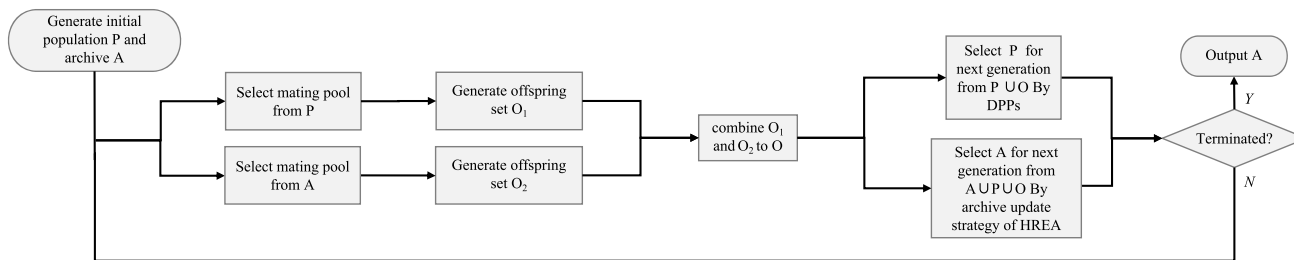 Generate initial
population P and
archive A
Select mating pool
from P
Generate offspring
set O₁
Select mating pool
from A
Generate offspring
set O₂
combine O₁
and O₂ to O
Select P for
next generation
from P ∪O By
DPPs
Select A for next
generation from
A∪P∪O By
archive update
strategy of HREA
Output A
Y
Terminated?
N